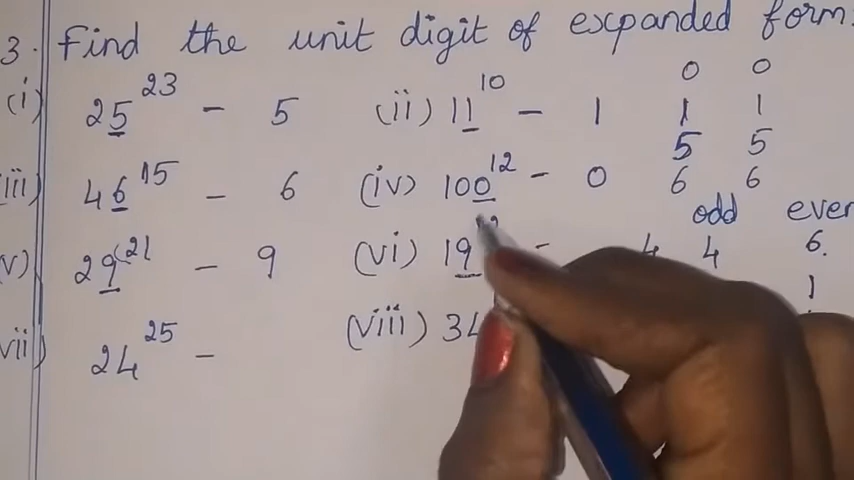 3. Find the unit digit of expanded form.
0 0
(i) 25^23 - 5 (ii) 11^10 - 1 1 1
5 5
(iii) 46^15 - 6 (iv) 100^12 - 0 6 6
odd even
(v) 29^21 - 9 (vi) 19 - 4 4 6.
1
(vii) 24^25 - (viii) 34